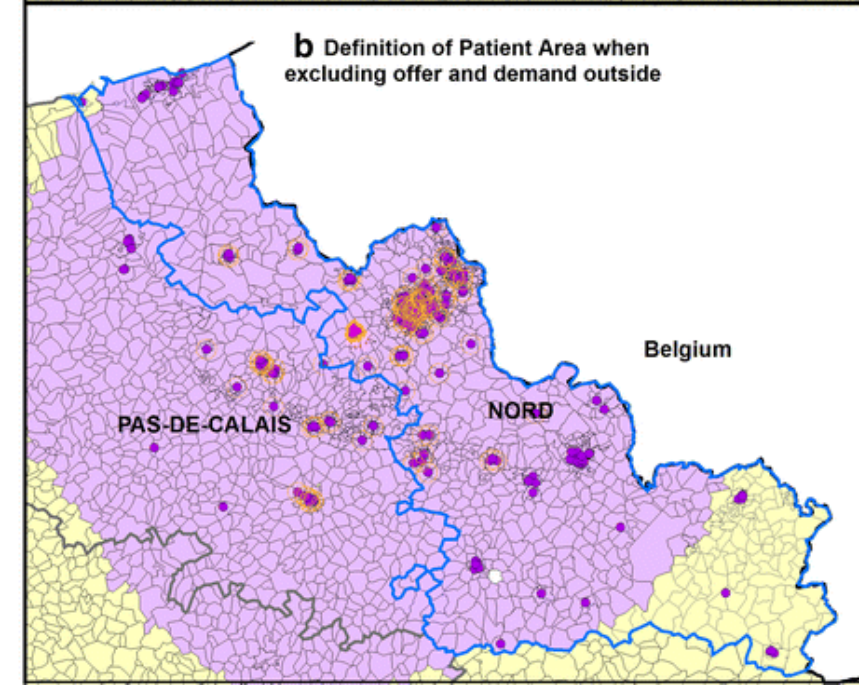 b Definition of Patient Area when
excluding offer and demand outside
Belgium
NORD
PAS-DE-CALAIS